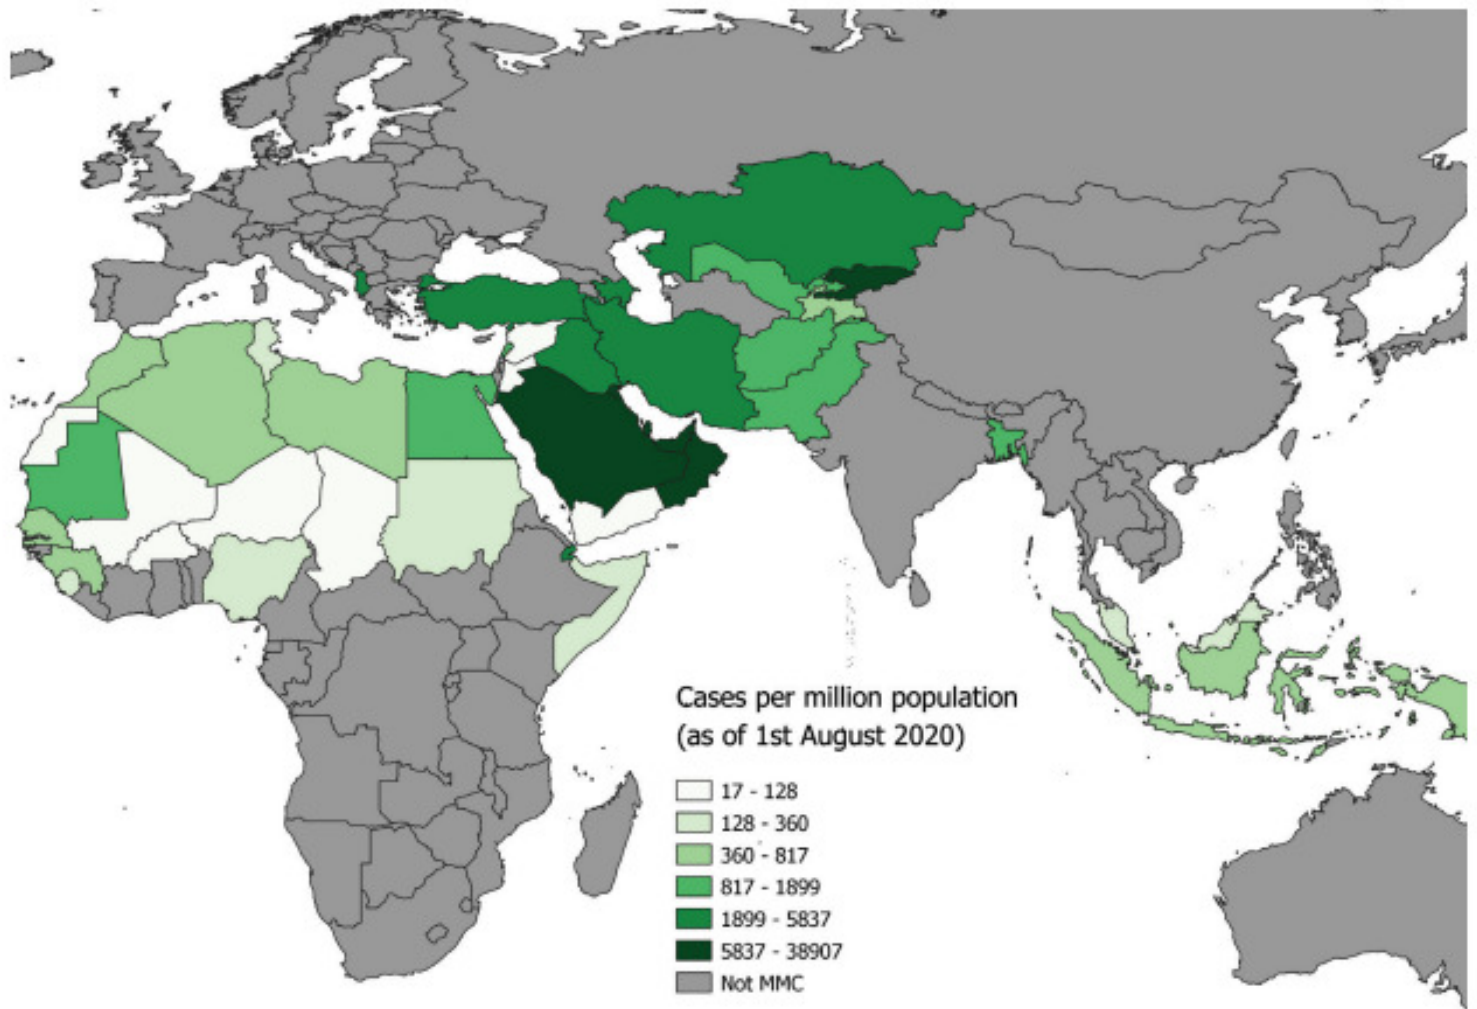 Cases per million population
(as of 1st August 2020)
17 - 128
128 - 360
360 - 817
817 - 1899
1899 - 5837
5837 - 38907
Not MMC